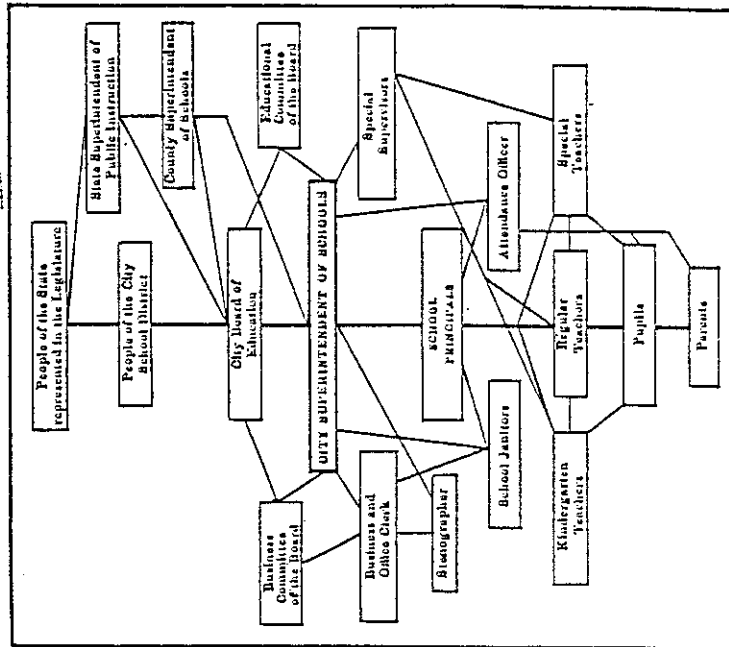 People of the State
represented in the Legislature
State Superintendent of
Public Instruction
People of the City
School District
County Superintendent
of Schools
City Board of
Education
Business
Committee
of the Board
Educational
Committee
of the Board
CITY SUPERINTENDENT OF SCHOOLS
Business and
Office Clerk
Special
Supervisors
Stenographer
SCHOOL
PRINCIPALS
School Janitors
Attendance Officer
Kindergarten
Teachers
Regular
Teachers
Special
Teachers
Pupils
Parents